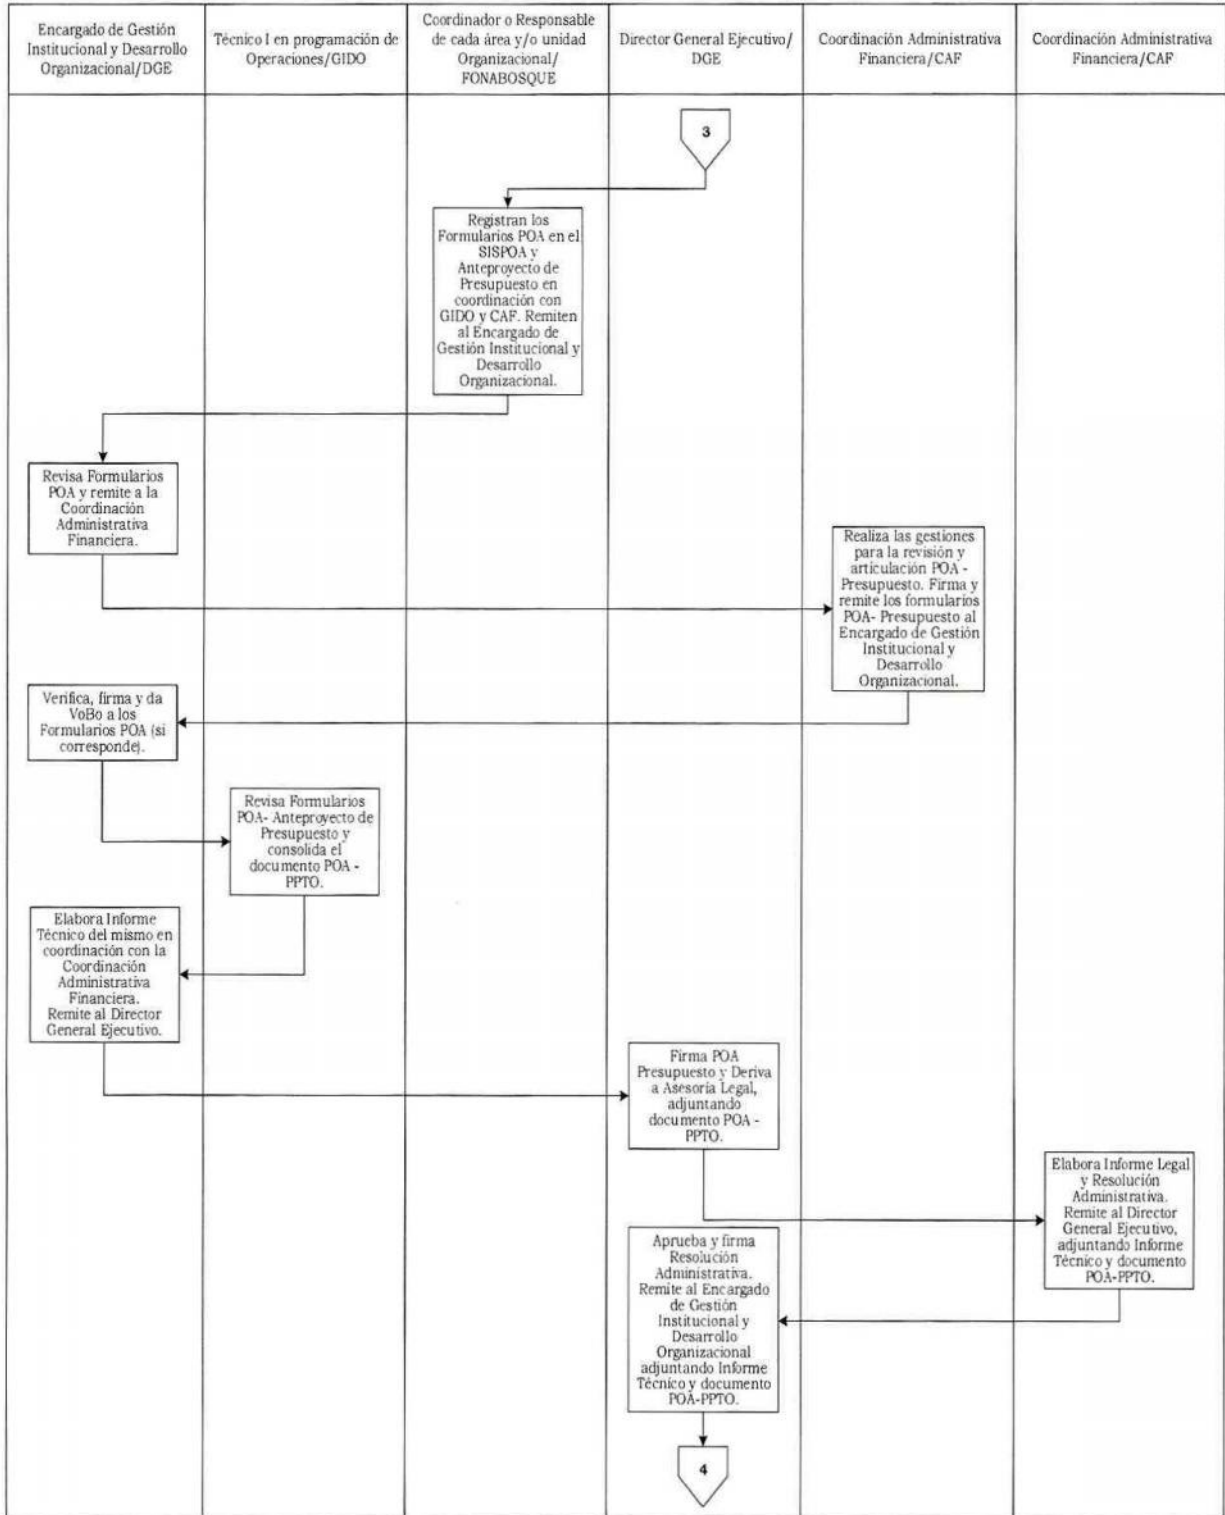 Encargado de Gestión
Institucional y Desarrollo
Organizacional/DGE
Técnico I en programación de
Operaciones/GIDO
Coordinador o Responsable
de cada área y/o unidad
Organizacional/
FONABOSQUE
Director General Ejecutivo/
DGE
Coordinación Administrativa
Financiera/CAF
Coordinación Administrativa
Financiera/CAF
3
Registran los
Formularios POA en el
SISPOA y
Anteproyecto de
Presupuesto en
coordinación con
GIDO y CAF. Remiten
al Encargado de
Gestión Institucional y
Desarrollo
Organizacional.
Revisa Formularios
POA y remite a la
Coordinación
Administrativa
Financiera.
Realiza las gestiones
para la revisión y
articulación POA -
Presupuesto. Firma y
remite los formularios
POA- Presupuesto al
Encargado de Gestión
Institucional y
Desarrollo
Organizacional.
Verifica, firma y da
VoBo a los
Formularios POA (si
corresponde).
Revisa Formularios
POA- Anteproyecto de
Presupuesto y
consolida el
documento POA -
PPTO.
Elabora Informe
Técnico del mismo en
coordinación con la
Coordinación
Administrativa
Financiera.
Remite al Director
General Ejecutivo.
Firma POA
Presupuesto y Deriva
a Asesoría Legal,
adjuntando
documento POA -
PPTO.
Elabora Informe Legal
y Resolución
Administrativa.
Remite al Director
General Ejecutivo,
adjuntando Informe
Técnico y documento
POA-PPTO.
Aprueba y firma
Resolución
Administrativa.
Remite al Encargado
de Gestión
Institucional y
Desarrollo
Organizacional
adjuntando Informe
Técnico y documento
POA-PPTO.
4